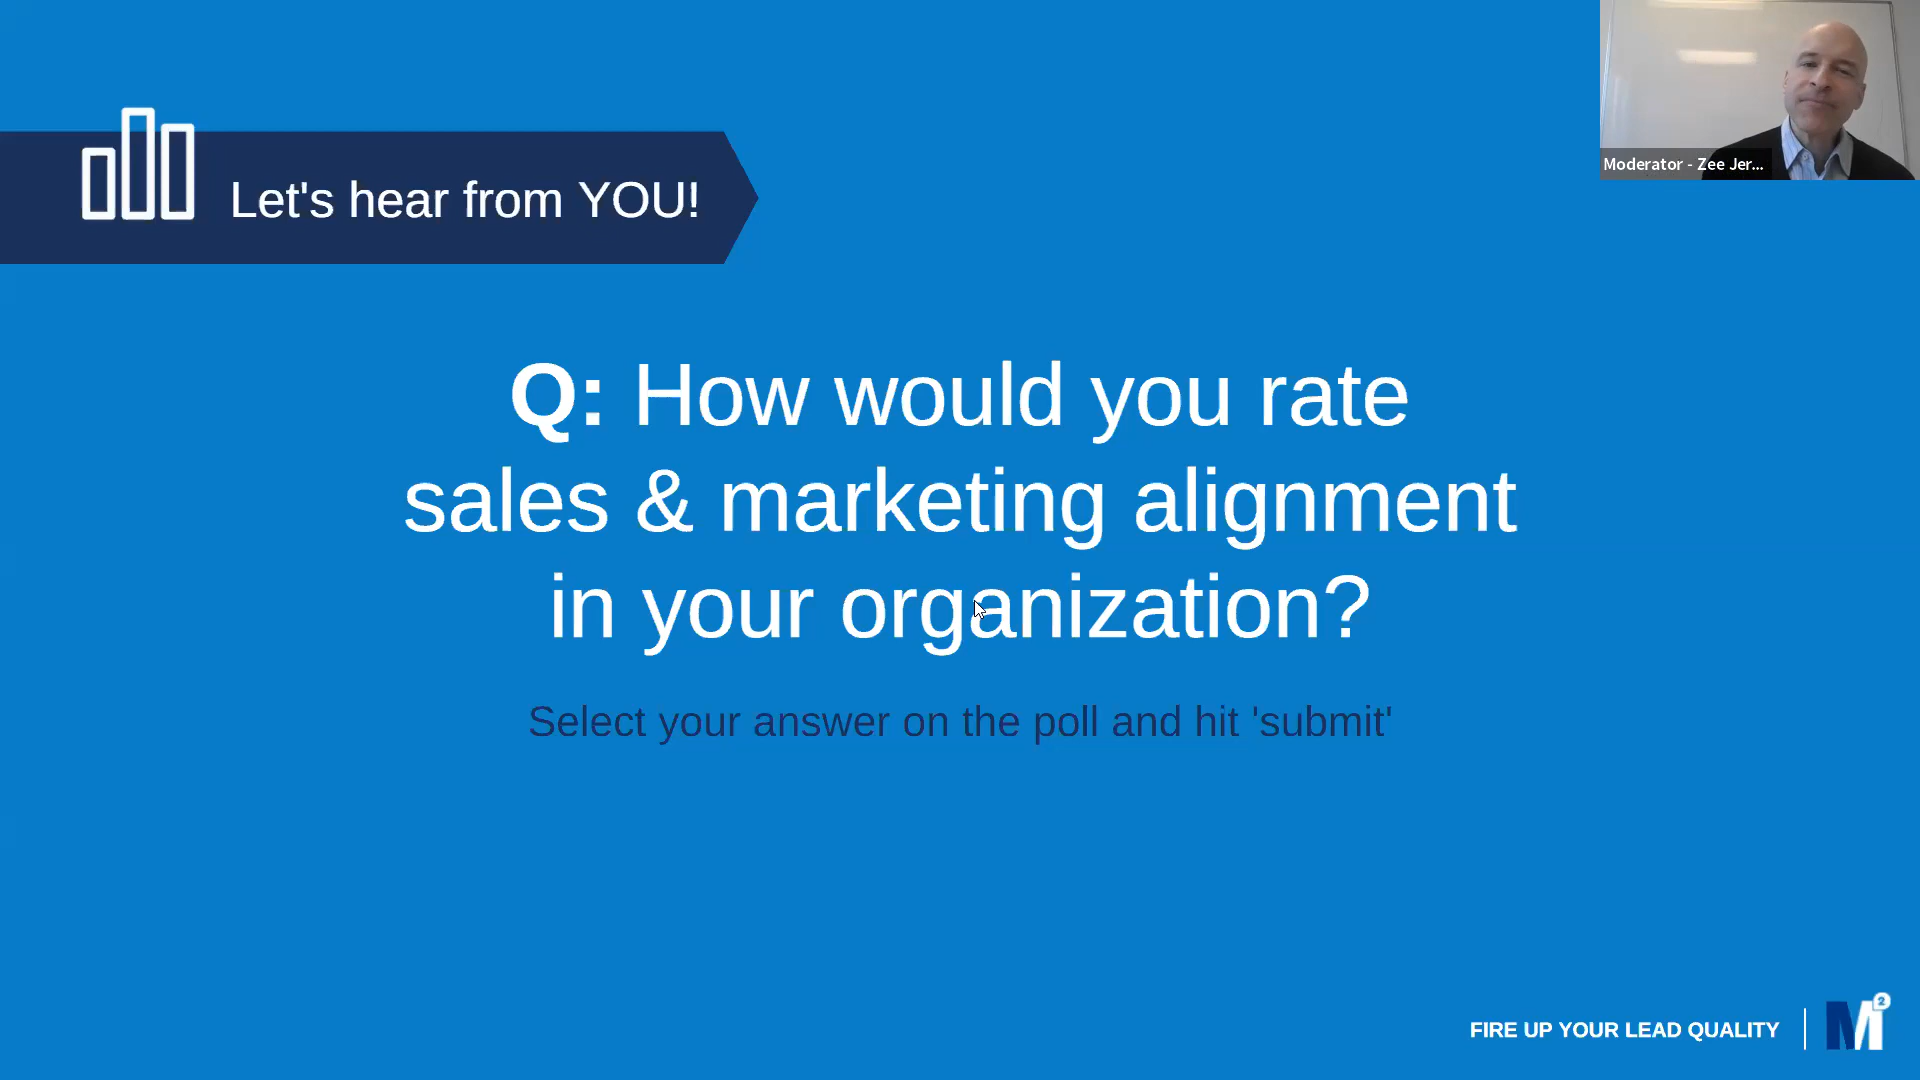 Moderator - Zee Jer...
Let's hear from YOU!
Q: How would you rate
sales & marketing alignment
in your organization?
Select your answer on the poll and hit 'submit'
FIRE UP YOUR LEAD QUALITY
M2